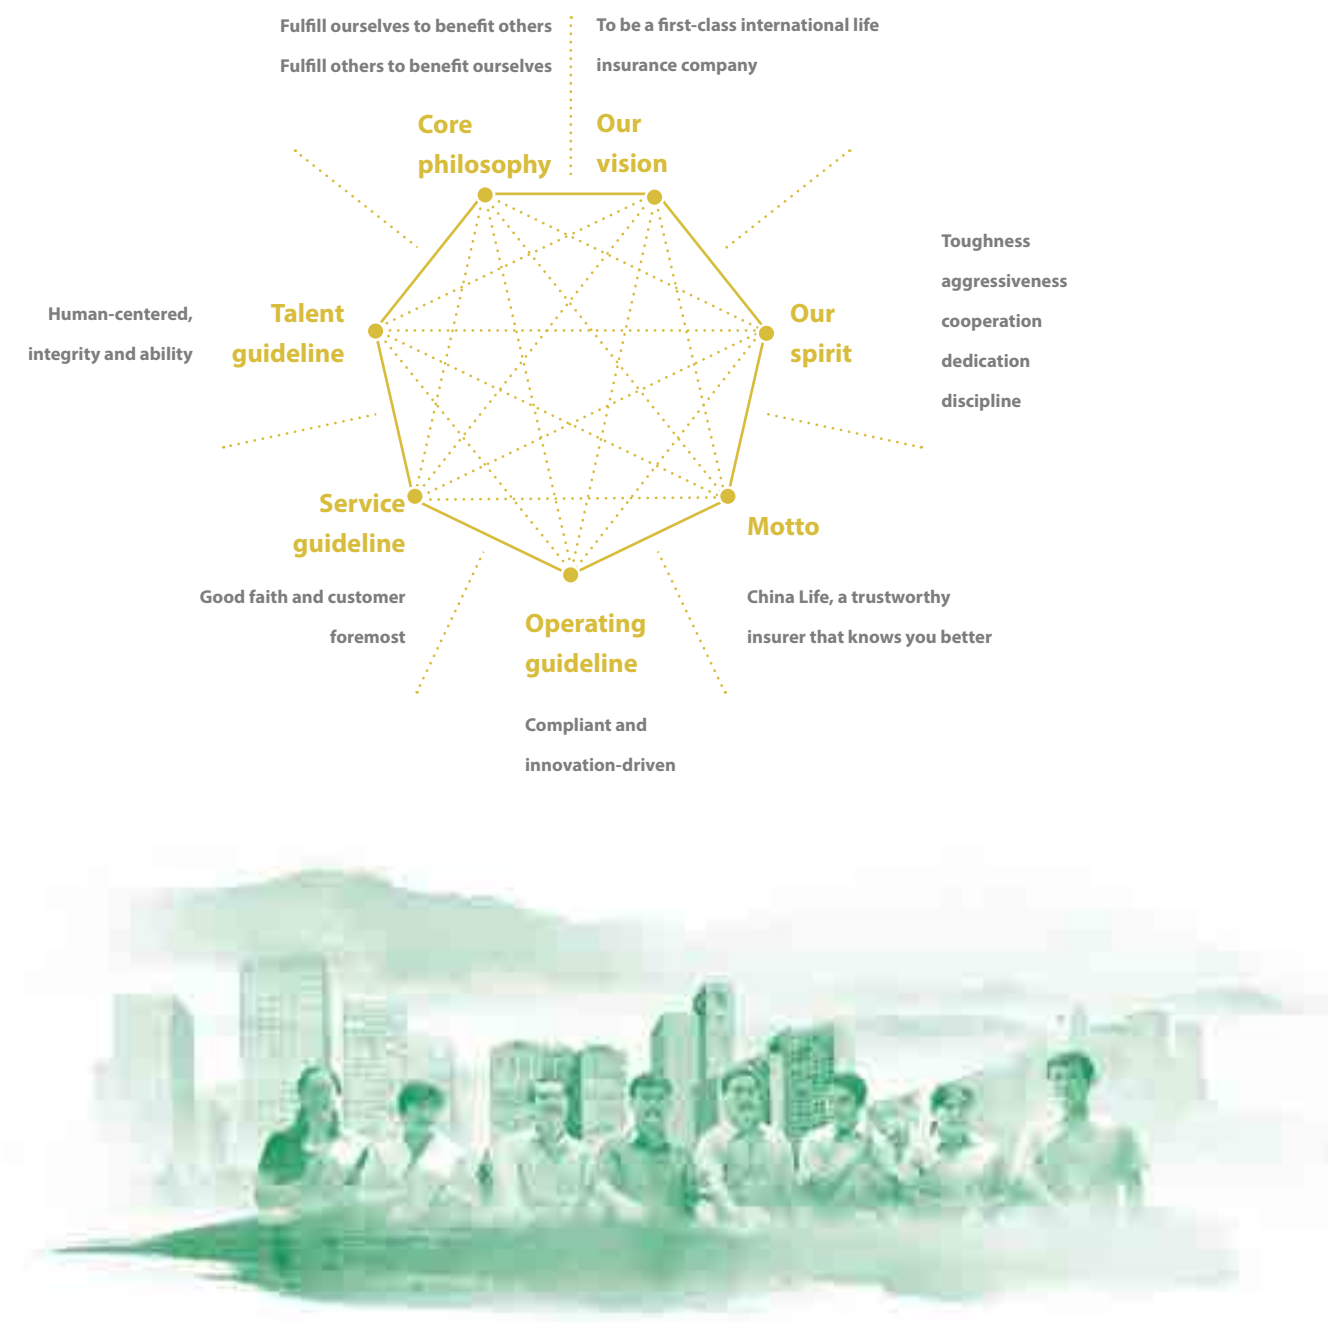 Fulfill ourselves to benefit others
Fulfill others to benefit ourselves
Core
philosophy
To be a first-class international life
insurance company
Our
vision
Our
spirit
Toughness
aggressiveness
cooperation
dedication
discipline
Human-centered,
integrity and ability
Talent
guideline
Service
guideline
Good faith and customer
foremost
Motto
China Life, a trustworthy
insurer that knows you better
Operating
guideline
Compliant and
innovation-driven